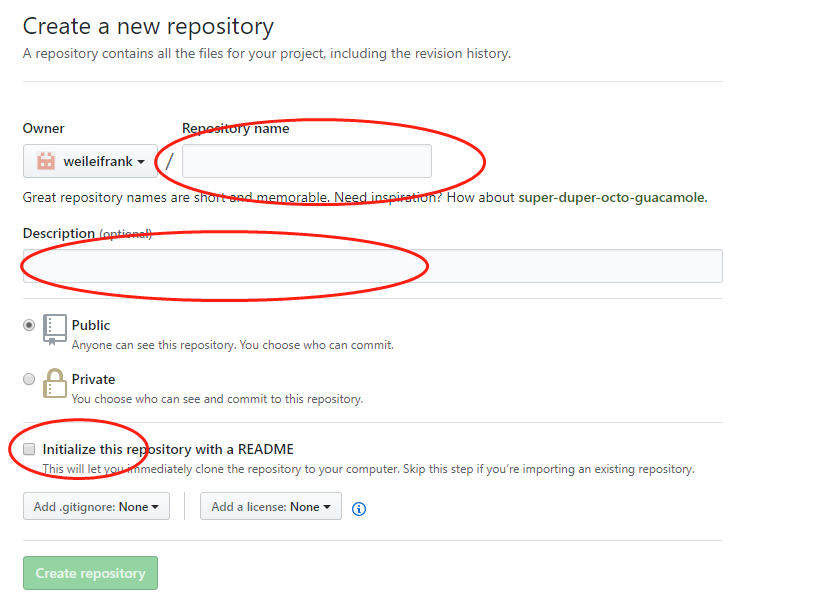 Create a new repository
A repository contains all the files for your project, including the revision history.
Owner
Repository name
weileifrank
/
Great repository names are short and memorable. Need inspiration? How about super-duper-octo-guacamole.
Description (optional)
Public
Anyone can see this repository. You choose who can commit.
Private
You choose who can see and commit to this repository.
Initialize this repository with a README
This will let you immediately clone the repository to your computer. Skip this step if you're importing an existing repository.
Add .gitignore: None
Add a license: None
Create repository